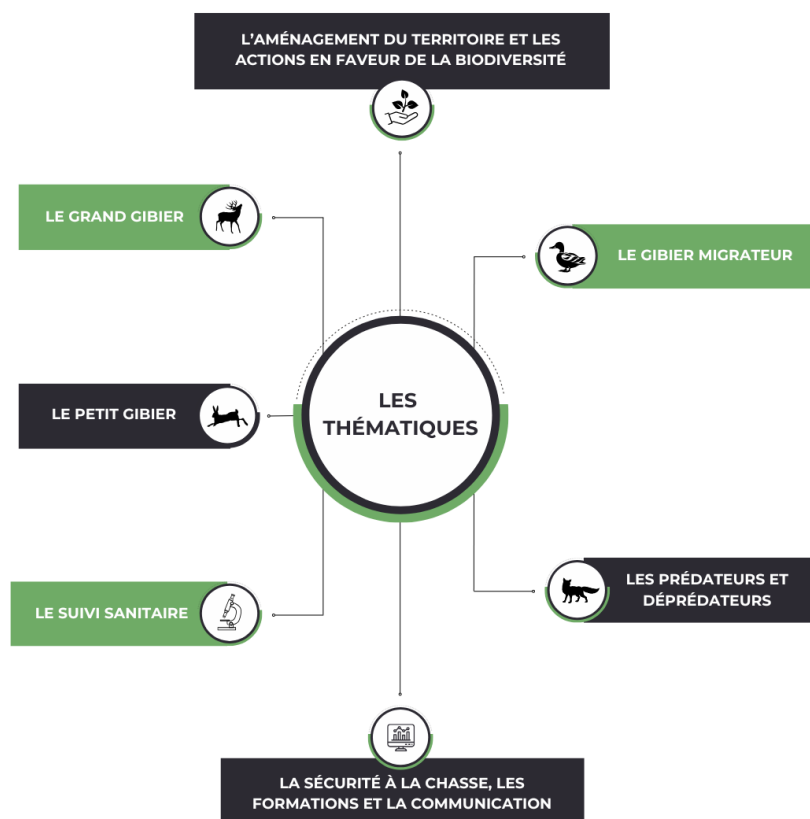 L'AMÉNAGEMENT DU TERRITOIRE ET LES
ACTIONS EN FAVEUR DE LA BIODIVERSITÉ
LE GRAND GIBIER
LE GIBIER MIGRATEUR
LE PETIT GIBIER
LES
THÉMATIQUES
LE SUIVI SANITAIRE
LES PRÉDATEURS ET
DÉPRÉDATEURS
LA SÉCURITÉ À LA CHASSE, LES
FORMATIONS ET LA COMMUNICATION